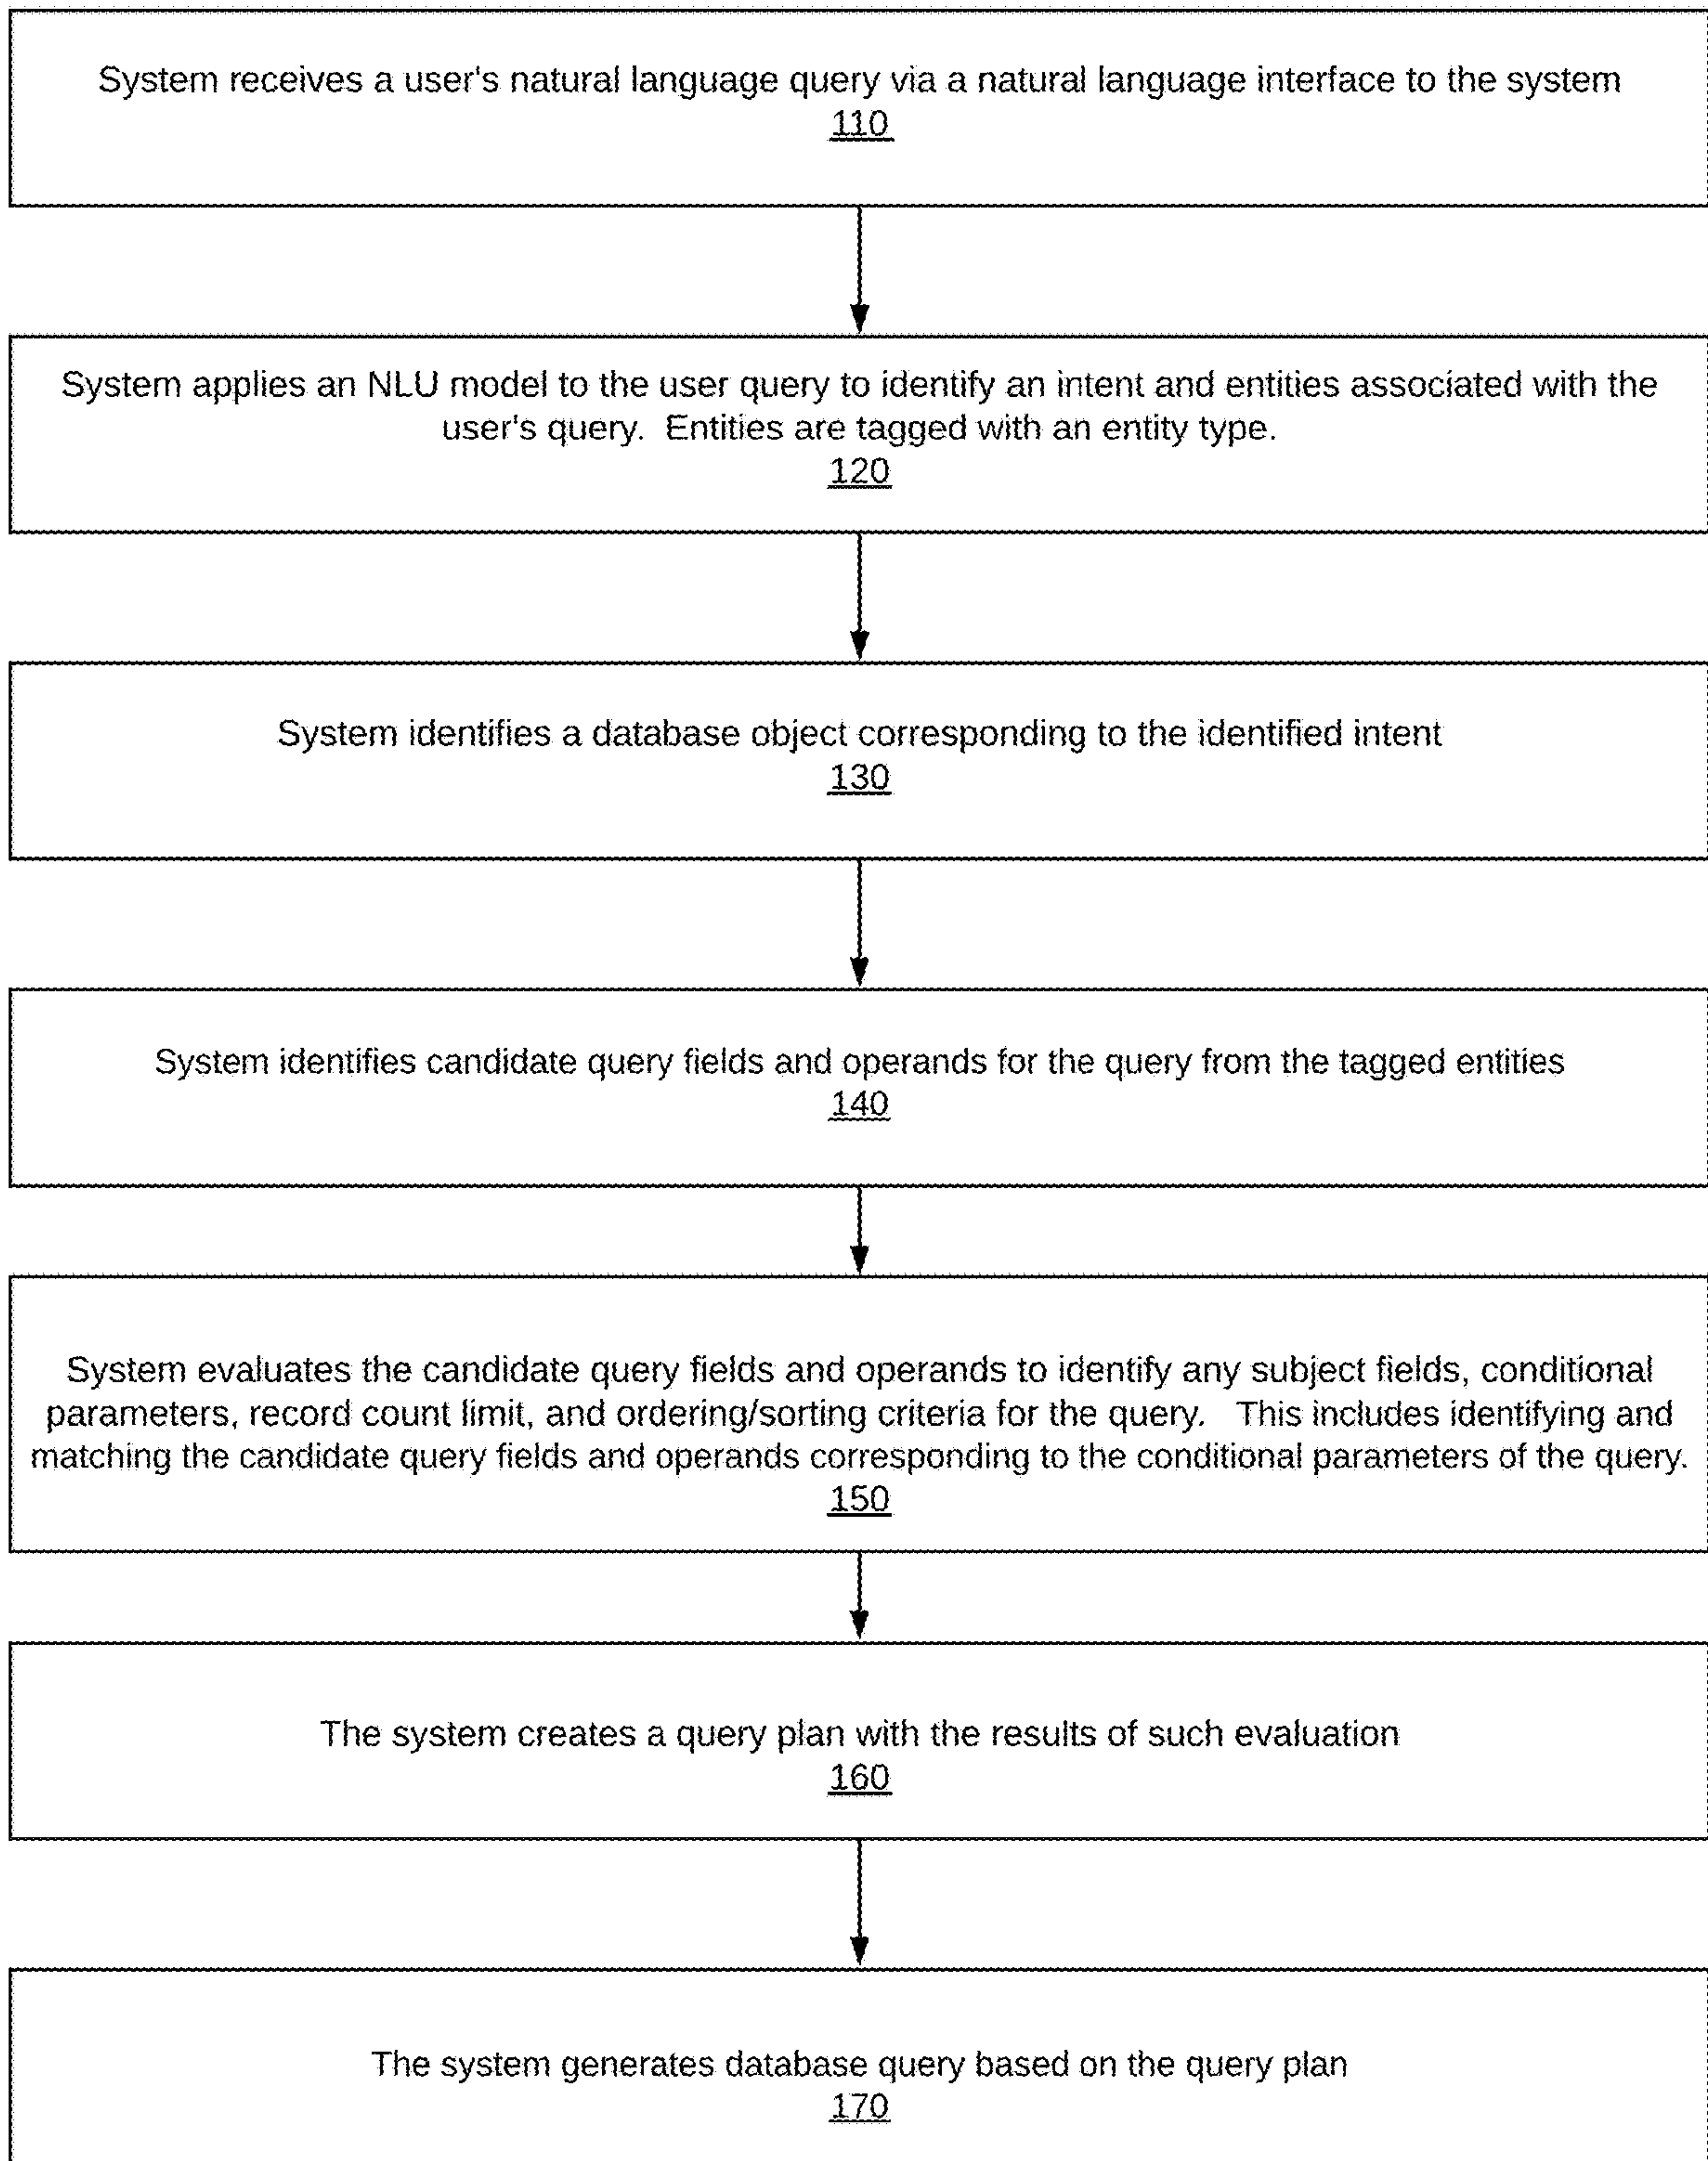 System receives a user's natural language query via a natural language interface to the system
110
System applies an NLU model to the user query to identify an intent and entities associated with the
user's query.  Entities are tagged with an entity type.
120
System identifies a database object corresponding to the identified intent
130
System identifies candidate query fields and operands for the query from the tagged entities
140
System evaluates the candidate query fields and operands to identify any subject fields, conditional
parameters, record count limit, and ordering/sorting criteria for the query.   This includes identifying and
matching the candidate query fields and operands corresponding to the conditional parameters of the query.
150
The system creates a query plan with the results of such evaluation
160
The system generates database query based on the query plan
170